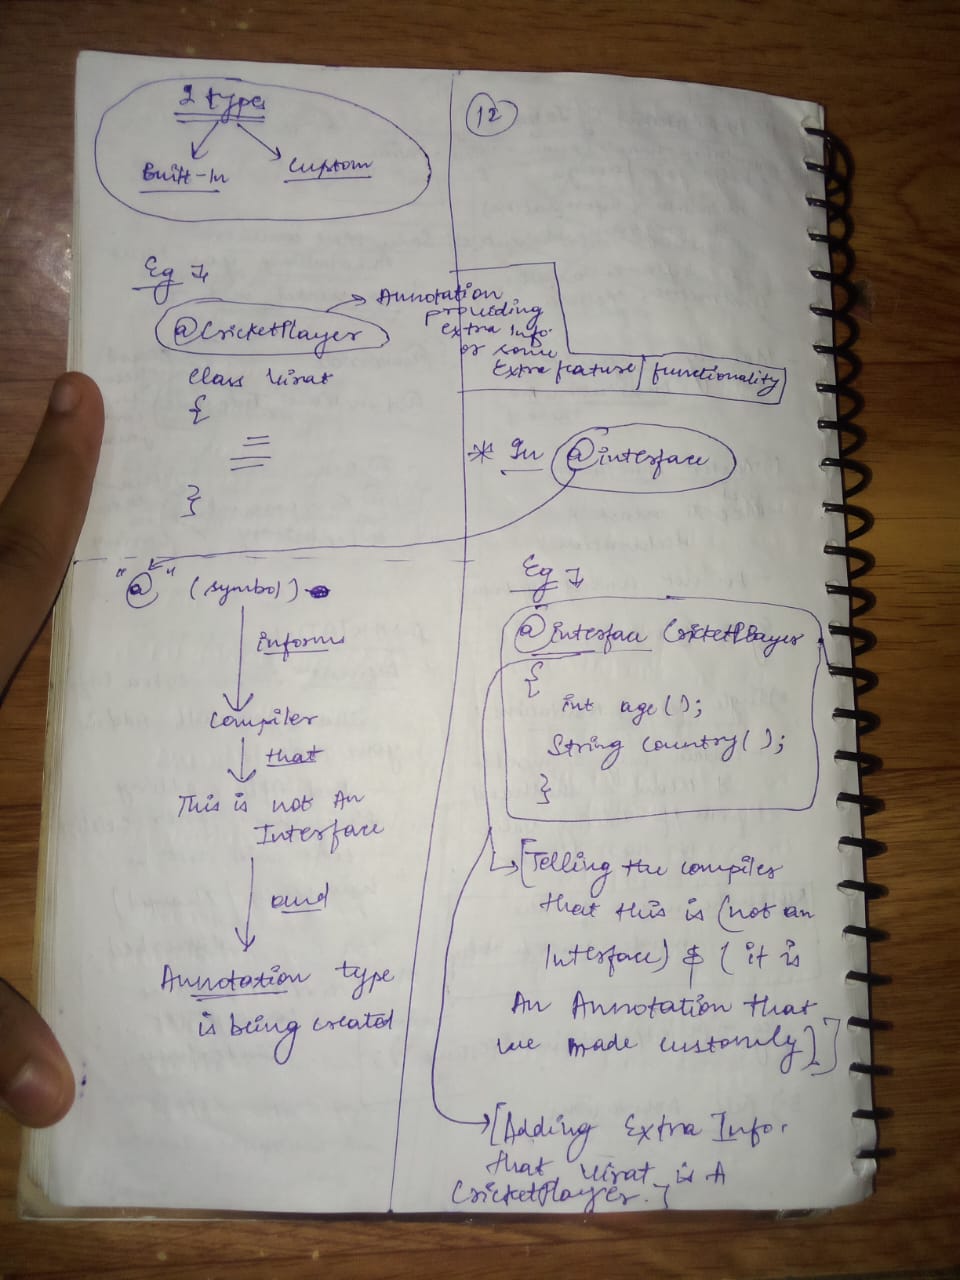 2 types
Built-In
Custom
Eg :-
@CricketPlayer
Annotation
providing
extra Info.
or some
Extra feature / functionality
class Virat
{
}
"@" (symbol)
informs
Compiler
that
This is not An
Interface
and
Annotation type
is being created
12
* In @interface
Eg :-
@interface CricketPlayer
{
int age( );
String country( );
}
[Telling the compiler
that this is (not an
Interface) & (it is
An Annotation that
we made customly)]
[Adding Extra Info.
that Virat is A
CricketPlayer.]